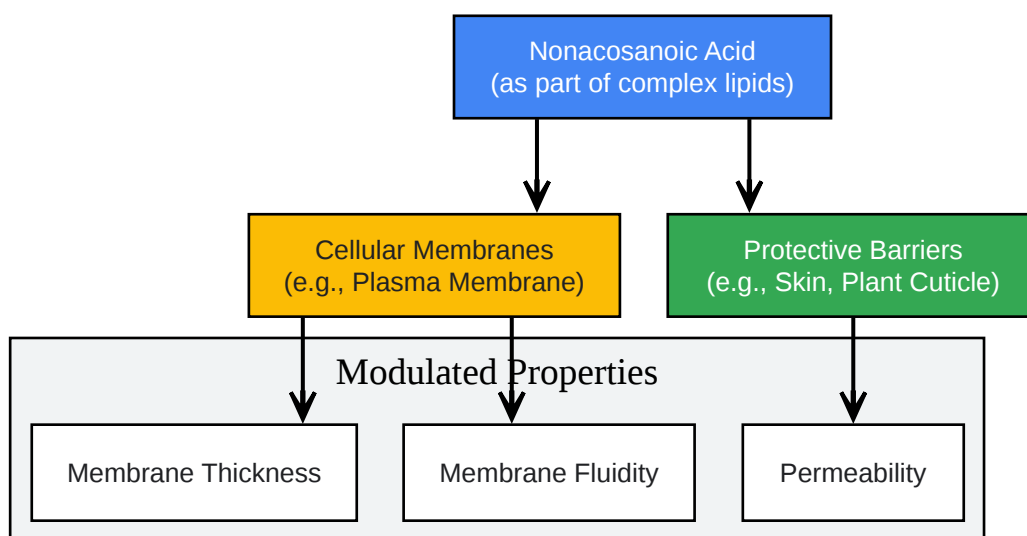 Nonacosanoic Acid
(as part of complex lipids)
Cellular Membranes
(e.g., Plasma Membrane)
Protective Barriers
(e.g., Skin, Plant Cuticle)
Modulated Properties
Membrane Thickness
Membrane Fluidity
Permeability